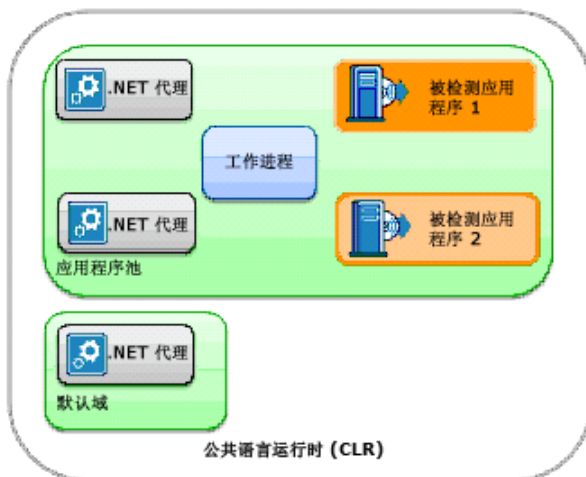 .NET 代理
被检测应用
程序 1
工作进程
.NET 代理
被检测应用
程序 2
应用程序池
.NET 代理
默认域
公共语言运行时 (CLR)